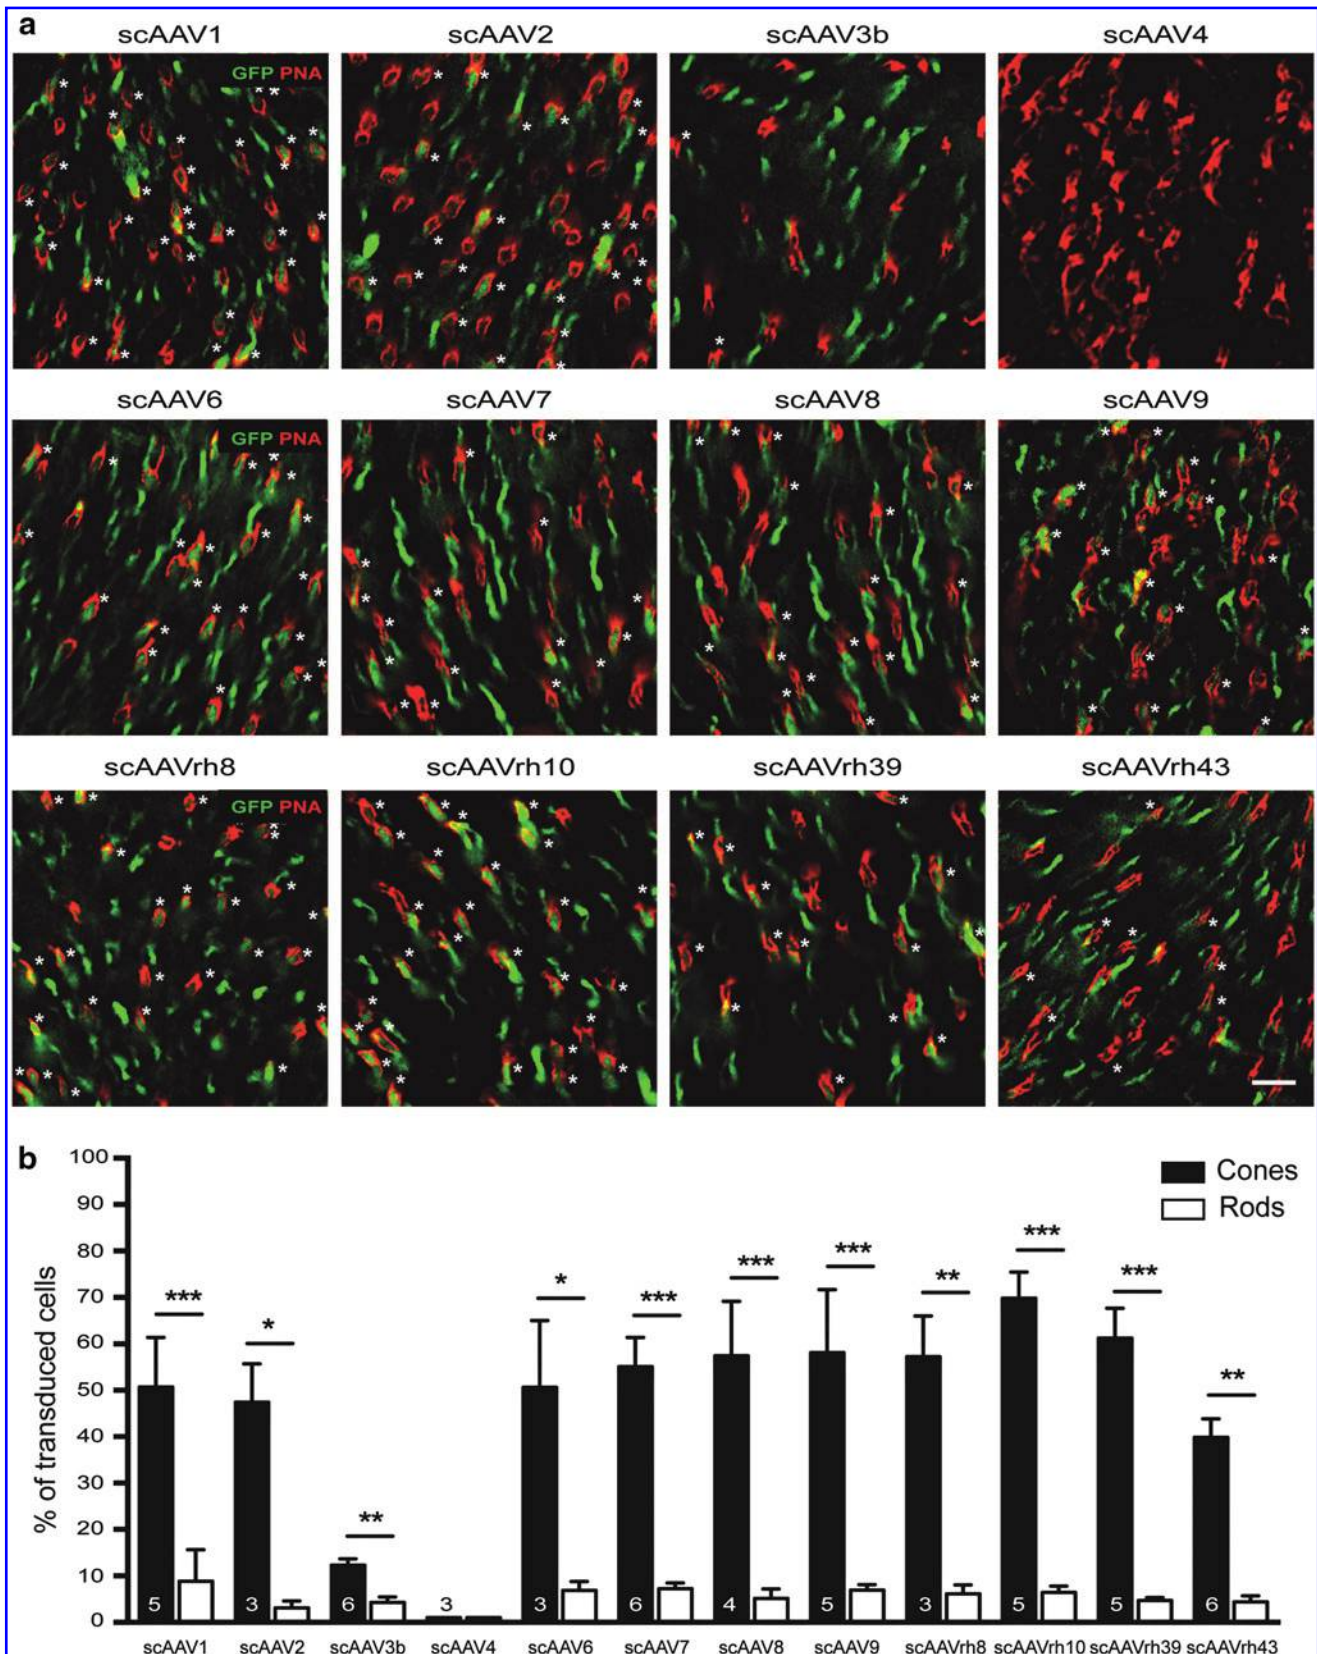 a
scAAV1 scAAV2 scAAV3b scAAV4
GFP PNA
scAAV6 scAAV7 scAAV8 scAAV9
GFP PNA
scAAVrh8 scAAVrh10 scAAVrh39 scAAVrh43
GFP PNA
b
% of transduced cells
100
90
80
70
60
50
40
30
20
10
0
Cones
Rods
*** * ** * *** *** *** ** *** *** **
5 3 6 3 3 6 4 5 3 5 5 6
scAAV1 scAAV2 scAAV3b scAAV4 scAAV6 scAAV7 scAAV8 scAAV9 scAAVrh8 scAAVrh10 scAAVrh39 scAAVrh43